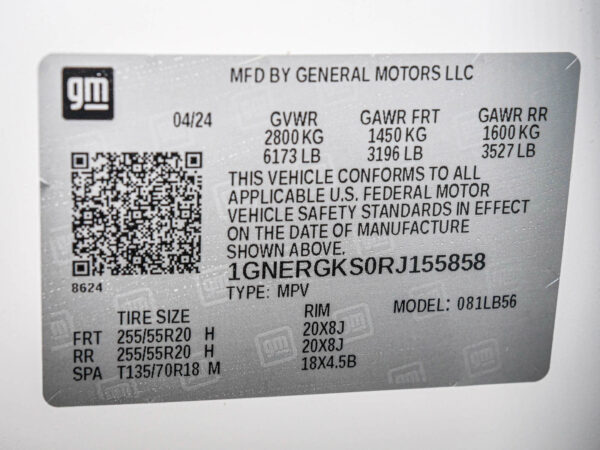 gm
MFD BY GENERAL MOTORS LLC
04/24 GVWR GAWR FRT GAWR RR
2800 KG 1450 KG 1600 KG
6173 LB 3196 LB 3527 LB
THIS VEHICLE CONFORMS TO ALL
APPLICABLE U.S. FEDERAL MOTOR
VEHICLE SAFETY STANDARDS IN EFFECT
ON THE DATE OF MANUFACTURE
SHOWN ABOVE.
8624
1GNERGKS0RJ155858
TYPE: MPV MODEL: 081LB56
TIRE SIZE RIM
FRT 255/55R20 H 20X8J
RR 255/55R20 H 20X8J
SPA T135/70R18 M 18X4.5B